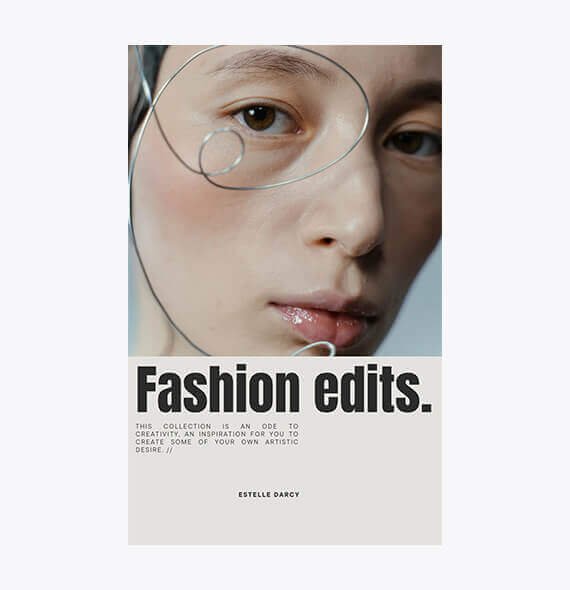 Fashion edits.
THIS COLLECTION IS AN ODE TO
CREATIVITY, AN INSPIRATION FOR YOU TO
CREATE SOME OF YOUR OWN ARTISTIC
DESIRE. //
ESTELLE DARCY